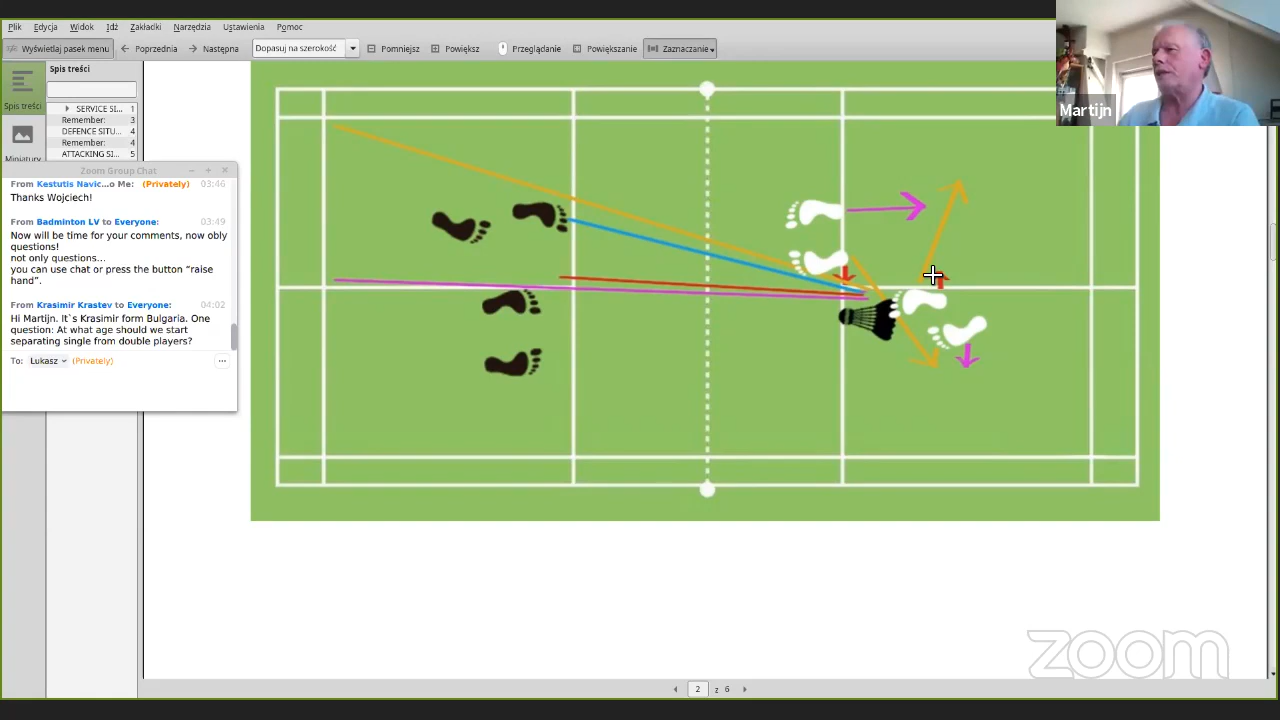 Plik Edycja Widok Idź Zakładki Narzędzia Ustawienia Pomoc
Wyświetlaj pasek menu Poprzednia Następna Dopasuj na szerokość Pomniejsz Powiększ Przeglądanie Powiększanie Zaznaczanie
Spis treści
Spis treści
Miniatury
SERVICE SI... 1
Remember: 3
DEFENCE SITU... 4
Remember: 4
ATTACKING SI... 5
Zoom Group Chat
From Kestutis Navic...o Me: (Privately) 03:46
Thanks Wojciech!
From Badminton LV to Everyone: 03:49
Now will be time for your comments, now obly
questions!
not only questions...
you can use chat or press the button “raise
hand”.
From Krasimir Krastev to Everyone: 04:02
Hi Martijn. It`s Krasimir form Bulgaria. One
question: At what age should we start
separating single from double players?
To: Lukasz (Privately)
...
Martijn
zoom
2 z 6